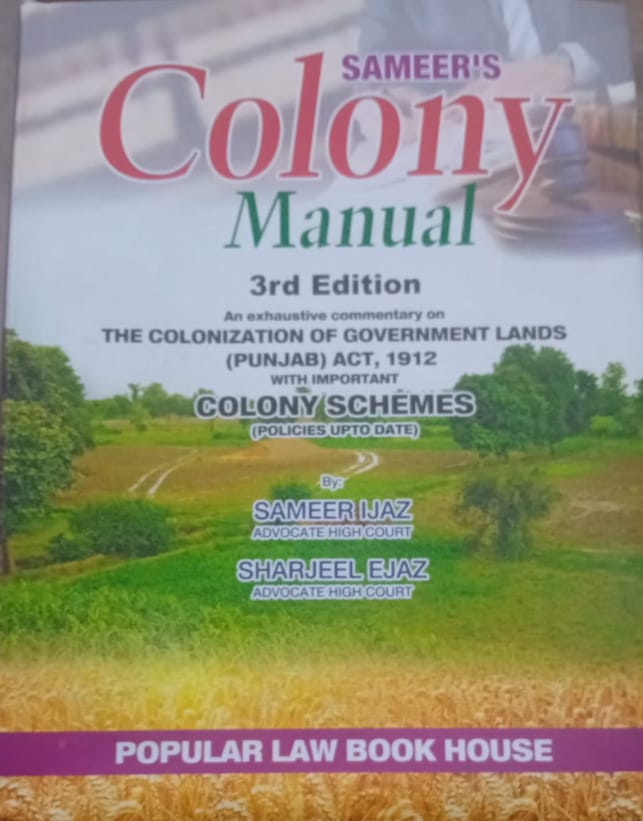 SAMEER'S
Colony
Manual
3rd Edition
An exhaustive commentary on
THE COLONIZATION OF GOVERNMENT LANDS
(PUNJAB) ACT, 1912
WITH IMPORTANT
COLONY SCHEMES
(POLICIES UPTO DATE)
By:
SAMEER IJAZ
ADVOCATE HIGH COURT
SHARJEEL EJAZ
ADVOCATE HIGH COURT
POPULAR LAW BOOK HOUSE